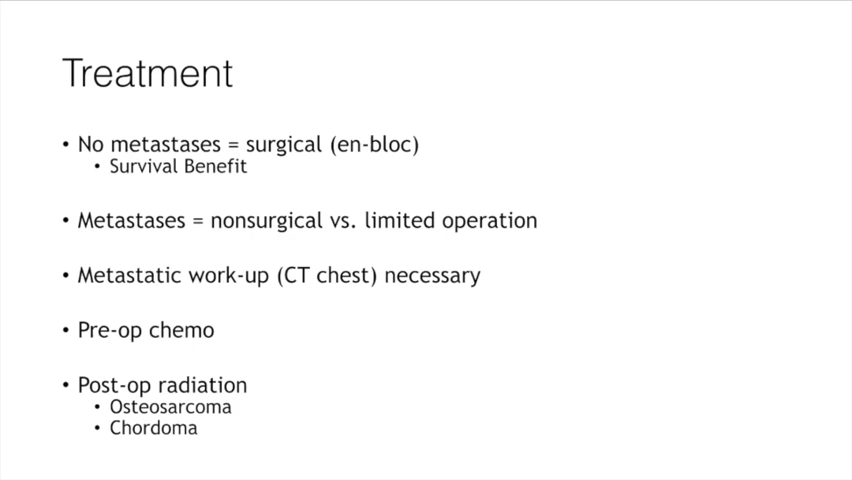 Treatment
• No metastases = surgical (en-bloc)
• Survival Benefit
• Metastases = nonsurgical vs. limited operation
• Metastatic work-up (CT chest) necessary
• Pre-op chemo
• Post-op radiation
• Osteosarcoma
• Chordoma